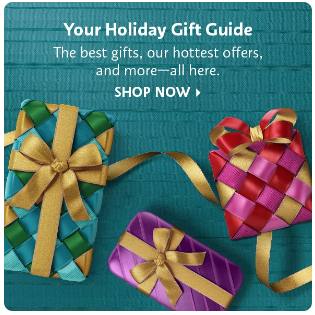 Your Holiday Gift Guide
The best gifts, our hottest offers,
and more—all here.
SHOP NOW